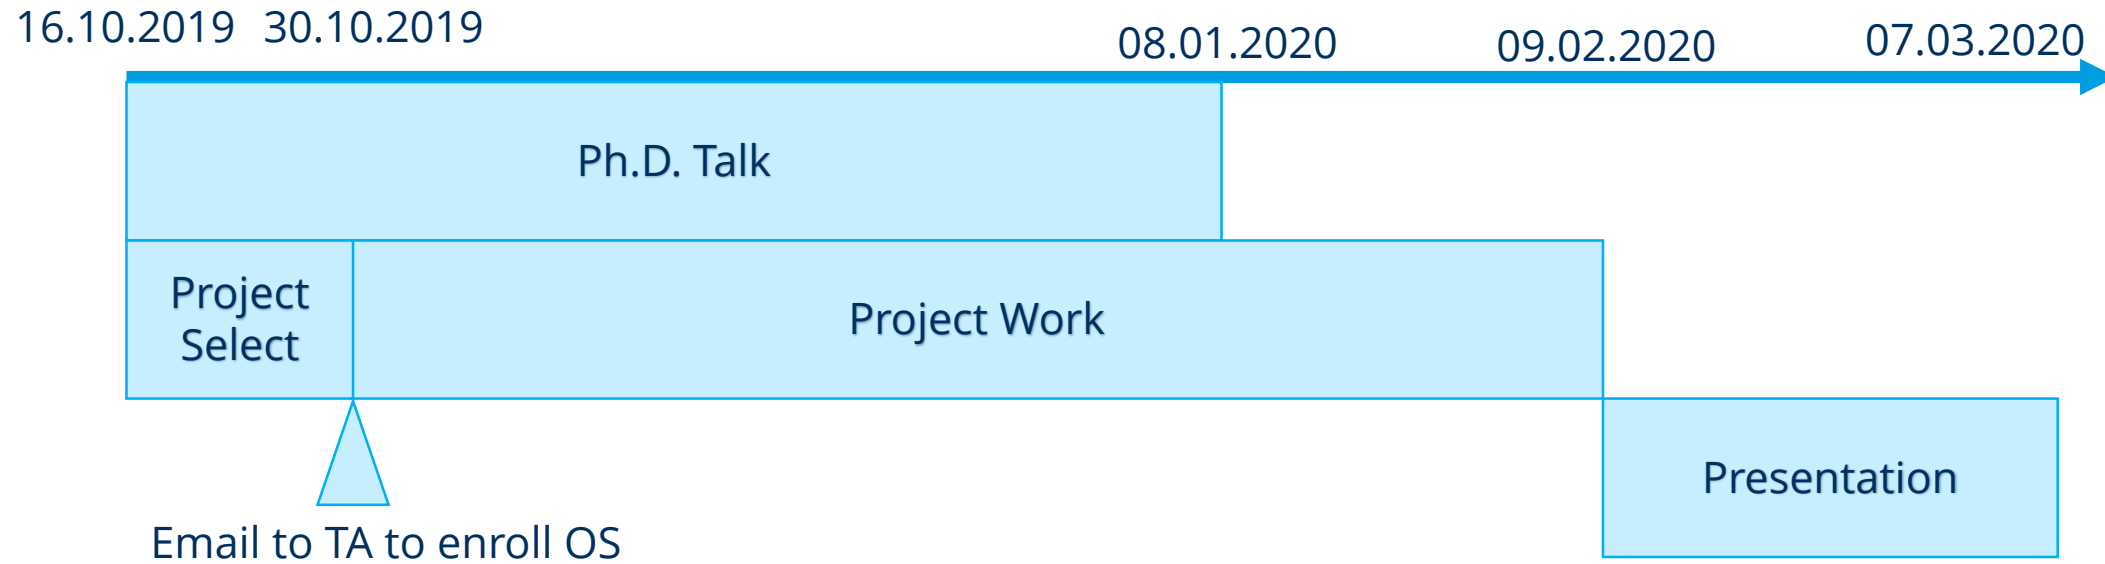 16.10.2019
30.10.2019
08.01.2020
09.02.2020
07.03.2020
Ph.D. Talk
Project
Select
Project Work
Presentation
Email to TA to enroll OS